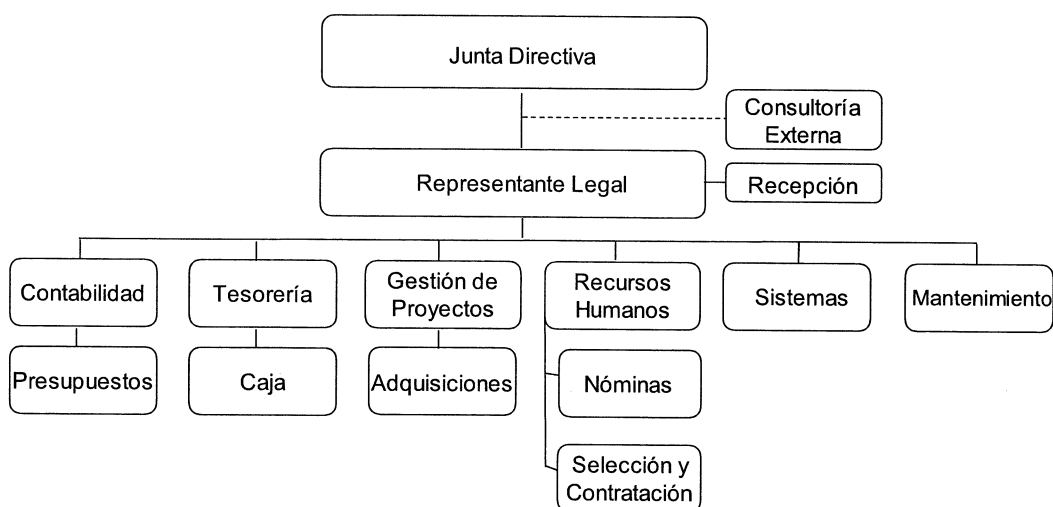 Junta Directiva
Consultoría
Externa
Representante Legal
Recepción
Contabilidad
Tesorería
Gestión de
Proyectos
Recursos
Humanos
Sistemas
Mantenimiento
Presupuestos
Caja
Adquisiciones
Nóminas
Selección y
Contratación